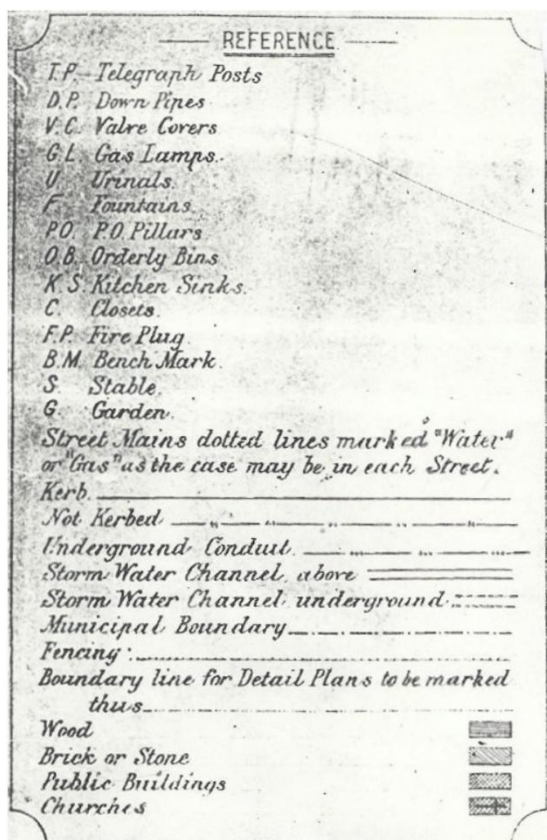 REFERENCE
T.P. Telegraph Posts
D.P. Down Pipes
V.C. Valve Covers
G.L. Gas Lamps.
U. Urinals.
F. Fountains.
P.O. P.O. Pillars
O.B. Orderly Bins
K.S. Kitchen Sinks.
C. Closets.
F.P. Fire Plug.
B.M. Bench Mark.
S. Stable.
G. Garden.
Street Mains dotted lines marked "Water"
or "Gas" as the case may be in each Street.
Kerb.
Not Kerbed
Underground Conduit.
Storm Water Channel, above
Storm Water Channel, underground
Municipal Boundary
Fencing
Boundary line for Detail Plans to be marked
thus
Wood
Brick or Stone
Public Buildings
Churches